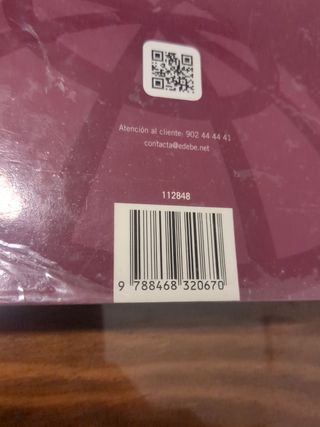 Atención al cliente: 902 44 44 41
contacta@edebe.net
112848
9 788468 320670